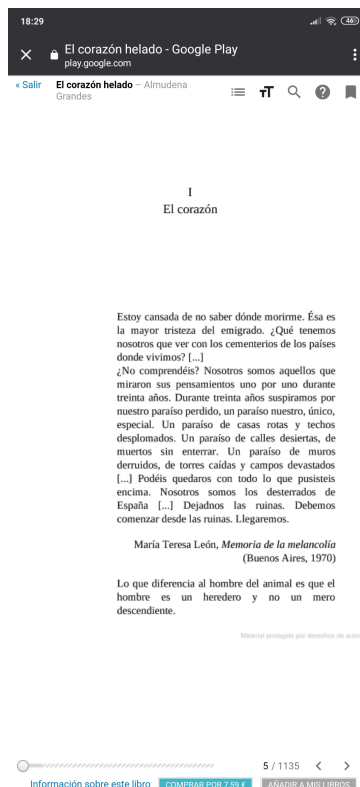 18:29
46
El corazón helado - Google Play
play.google.com
« Salir
El corazón helado – Almudena
Grandes
I
El corazón
Estoy cansada de no saber dónde morirme. Ésa es
la mayor tristeza del emigrado. ¿Qué tenemos
nosotros que ver con los cementerios de los países
donde vivimos? [...]
¿No comprendéis? Nosotros somos aquellos que
miraron sus pensamientos uno por uno durante
treinta años. Durante treinta años suspiramos por
nuestro paraíso perdido, un paraíso nuestro, único,
especial. Un paraíso de casas rotas y techos
desplomados. Un paraíso de calles desiertas, de
muertos sin enterrar. Un paraíso de muros
derruidos, de torres caídas y campos devastados
[...] Podéis quedaros con todo lo que pusisteis
encima. Nosotros somos los desterrados de
España [...] Dejadnos las ruinas. Debemos
comenzar desde las ruinas. Llegaremos.
María Teresa León, Memoria de la melancolía
(Buenos Aires, 1970)
Lo que diferencia al hombre del animal es que el
hombre es un heredero y no un mero
descendiente.
Material protegido por derechos de auto
5 / 1135
Información sobre este libro
COMPRAR POR 7,59 €
AÑADIR A MIS LIBROS